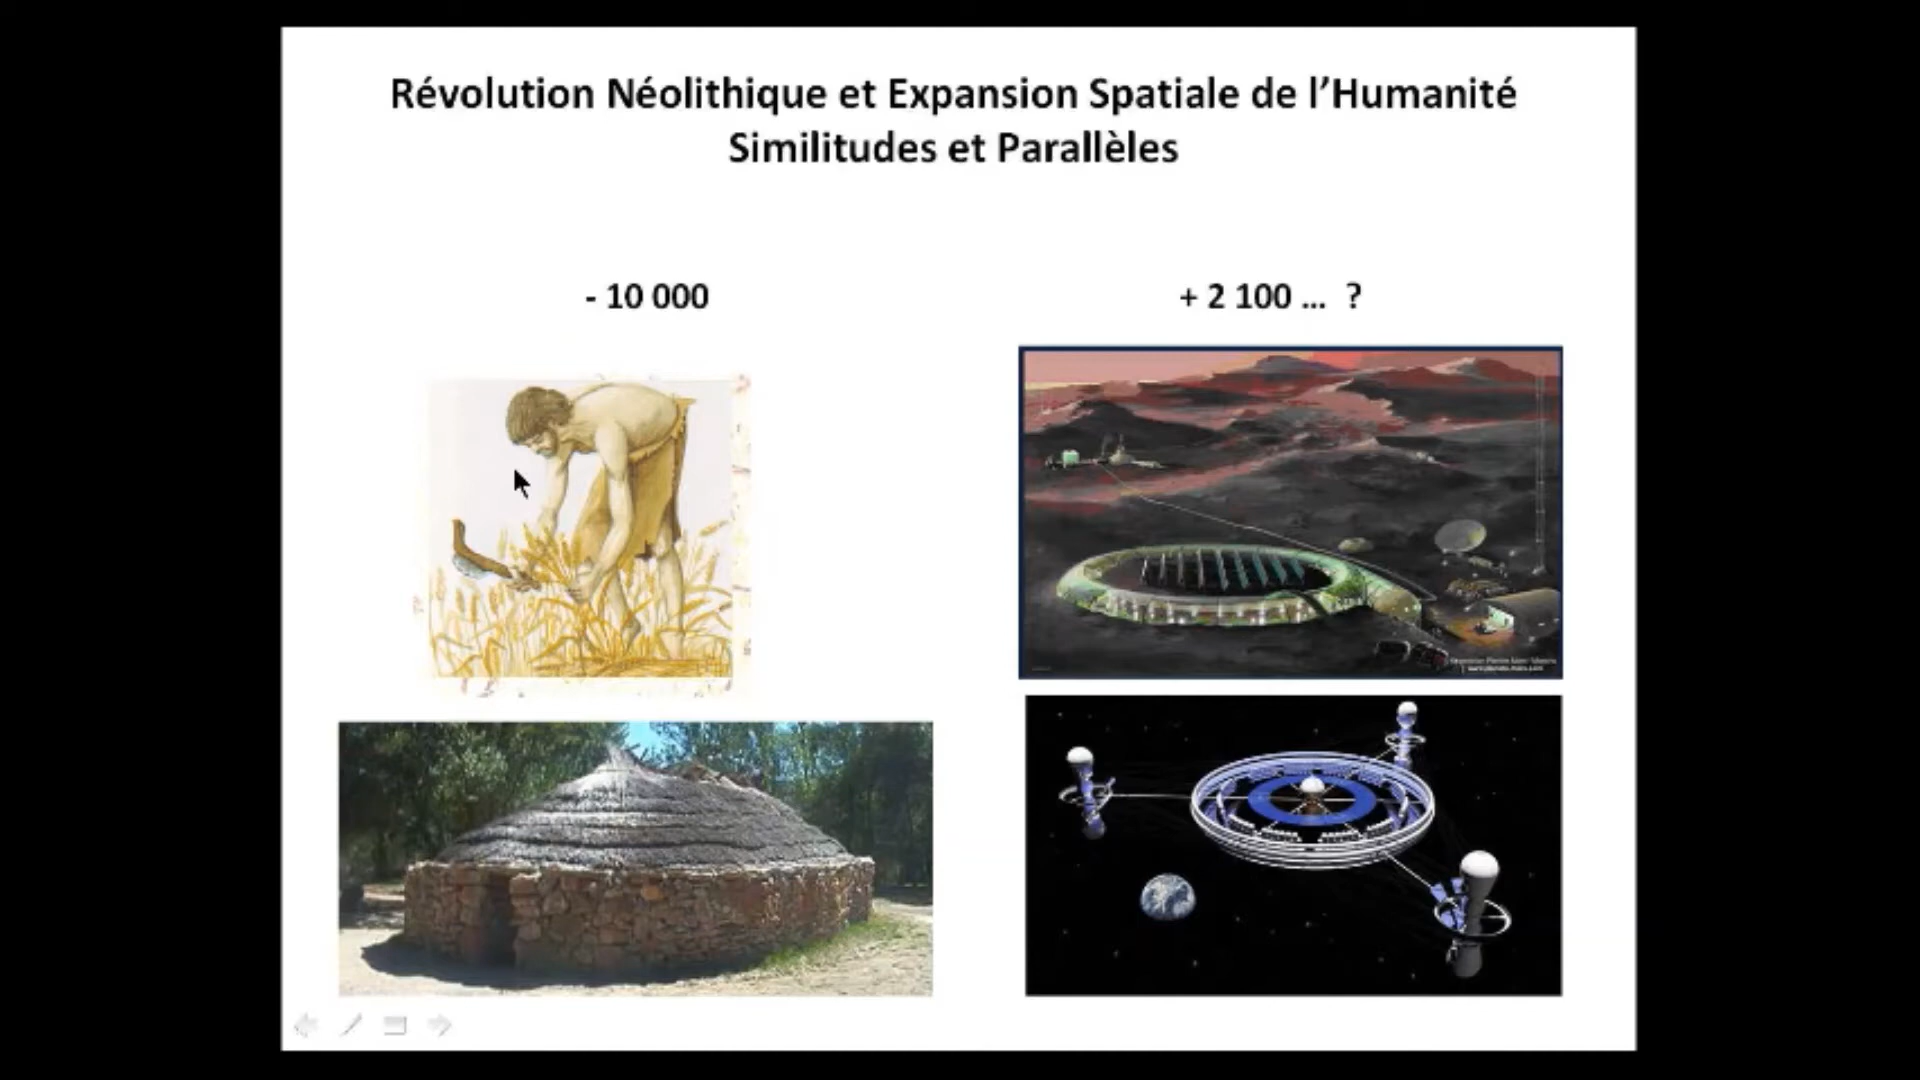 Révolution Néolithique et Expansion Spatiale de l’Humanité
Similitudes et Parallèles
- 10 000
+ 2 100 ... ?